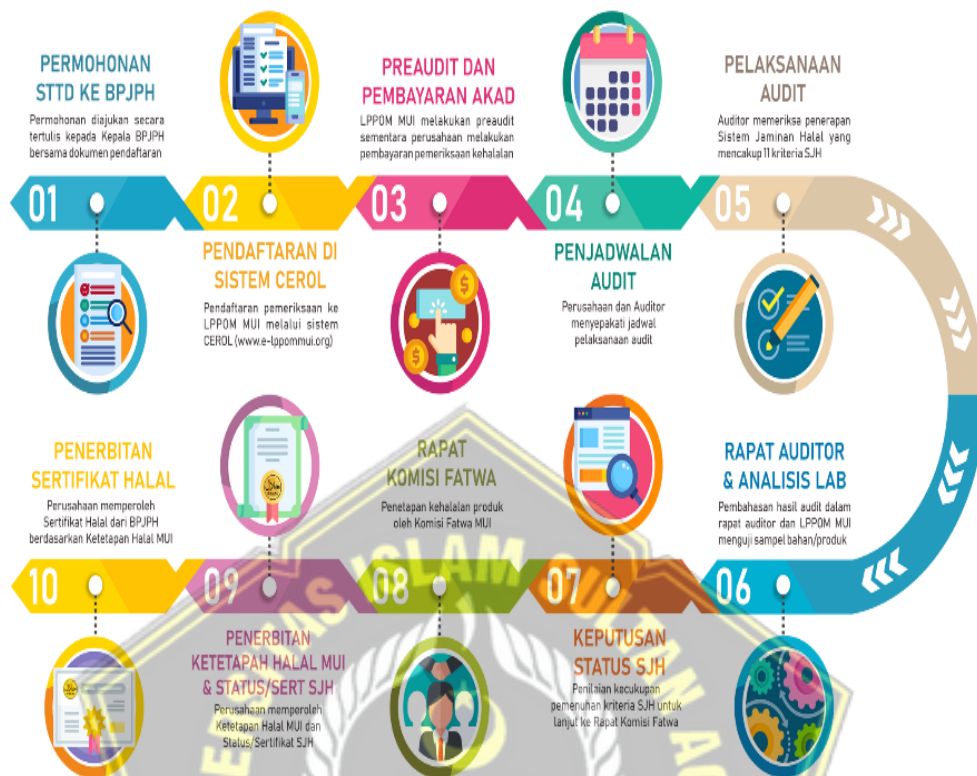 PERMOHONAN
STTD KE BPJPH
Permohonan diajukan secara
tertulis kepada Kepala BPJPH
bersama dokumen pendaftaran
01
02
PENDAFTARAN DI
SISTEM CEROL
Pendaftaran pemeriksaan ke
LPPOM MUI melalui sistem
CEROL (www.e-lppommui.org)
PREAUDIT DAN
PEMBAYARAN AKAD
LPPOM MUI melakukan preaudit
sementara perusahaan melakukan
pembayaran pemeriksaan kehalalan
03
04
PENJADWALAN
AUDIT
Perusahaan dan Auditor
menyepakati jadwal
pelaksanaan audit
PELAKSANAAN
AUDIT
Auditor memeriksa penerapan
Sistem Jaminan Halal yang
mencakup 11 kriteria SJH
05
RAPAT AUDITOR
& ANALISIS LAB
Pembahasan hasil audit dalam
rapat auditor dan LPPOM MUI
menguji sampel bahan/produk
06
07
KEPUTUSAN
STATUS SJH
Penilaian kecukupan
pemenuhan kriteria SJH untuk
lanjut ke Rapat Komisi Fatwa
RAPAT
KOMISI FATWA
Penetapan kehalalan produk
oleh Komisi Fatwa MUI
08
09
PENERBITAN
KETETAPAH HALAL MUI
& STATUS/SERT SJH
Perusahaan memperoleh
Ketetapan Halal MUI dan
Status/Sertifikat SJH
PENERBITAN
SERTIFIKAT HALAL
Perusahaan memperoleh
Sertifikat Halal dari BPJPH
berdasarkan Ketetapan Halal MUI
10
ISLAM